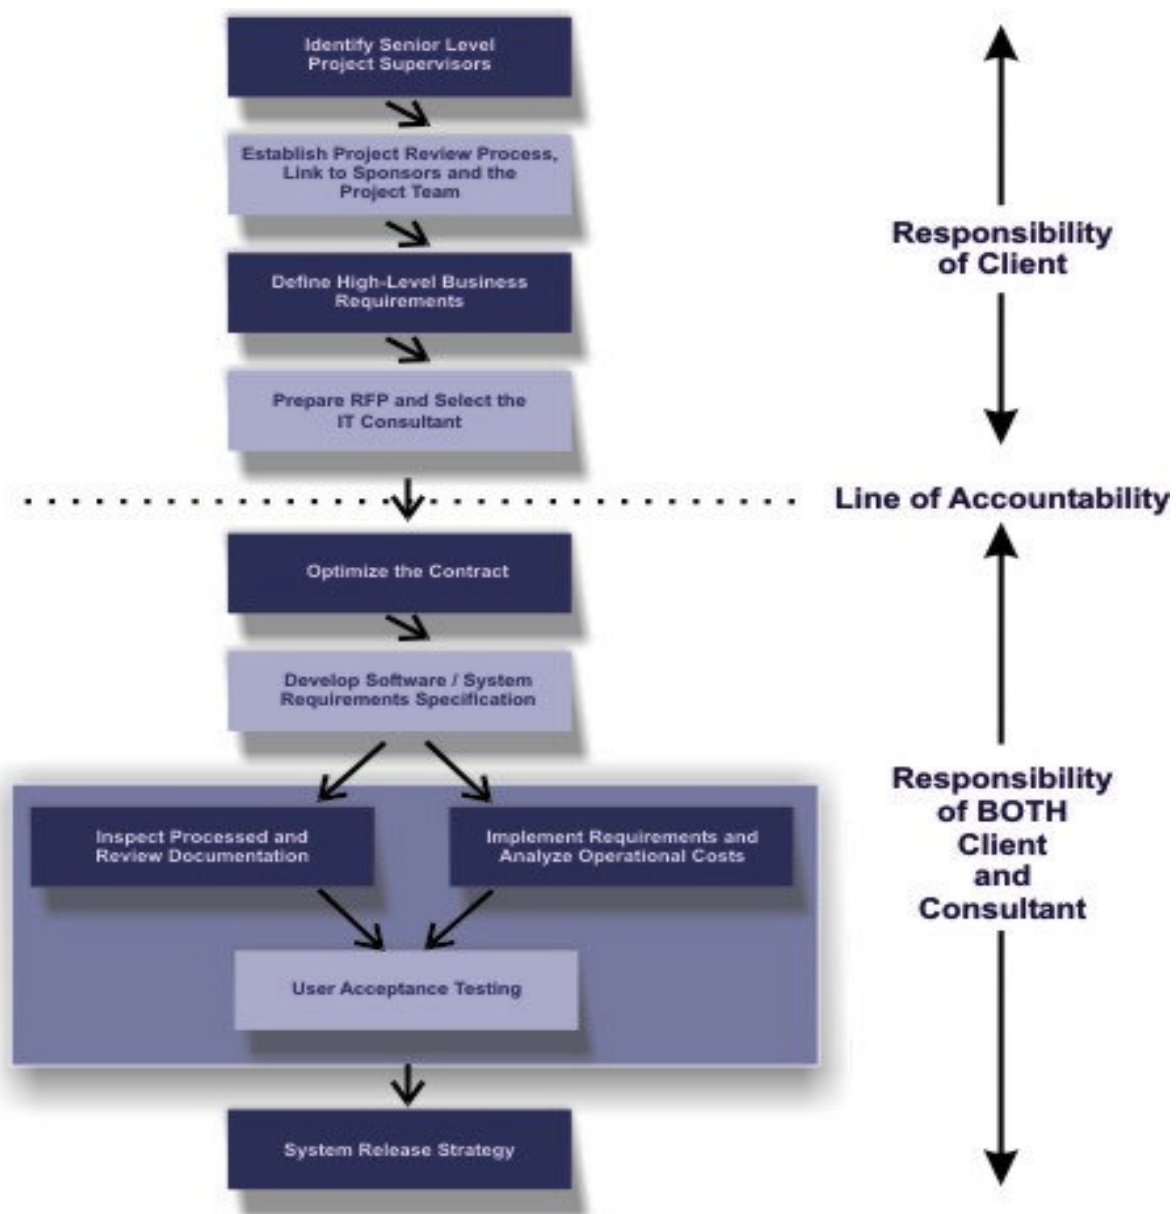 Identify Senior Level
Project Supervisors
Establish Project Review Process,
Link to Sponsors and the
Project Team
Define High-Level Business
Requirements
Prepare RFP and Select the
IT Consultant
Responsibility
of Client
Line of Accountability
Optimize the Contract
Develop Software / System
Requirements Specification
Inspect Processed and
Review Documentation
Implement Requirements and
Analyze Operational Costs
User Acceptance Testing
System Release Strategy
Responsibility
of BOTH
Client
and
Consultant